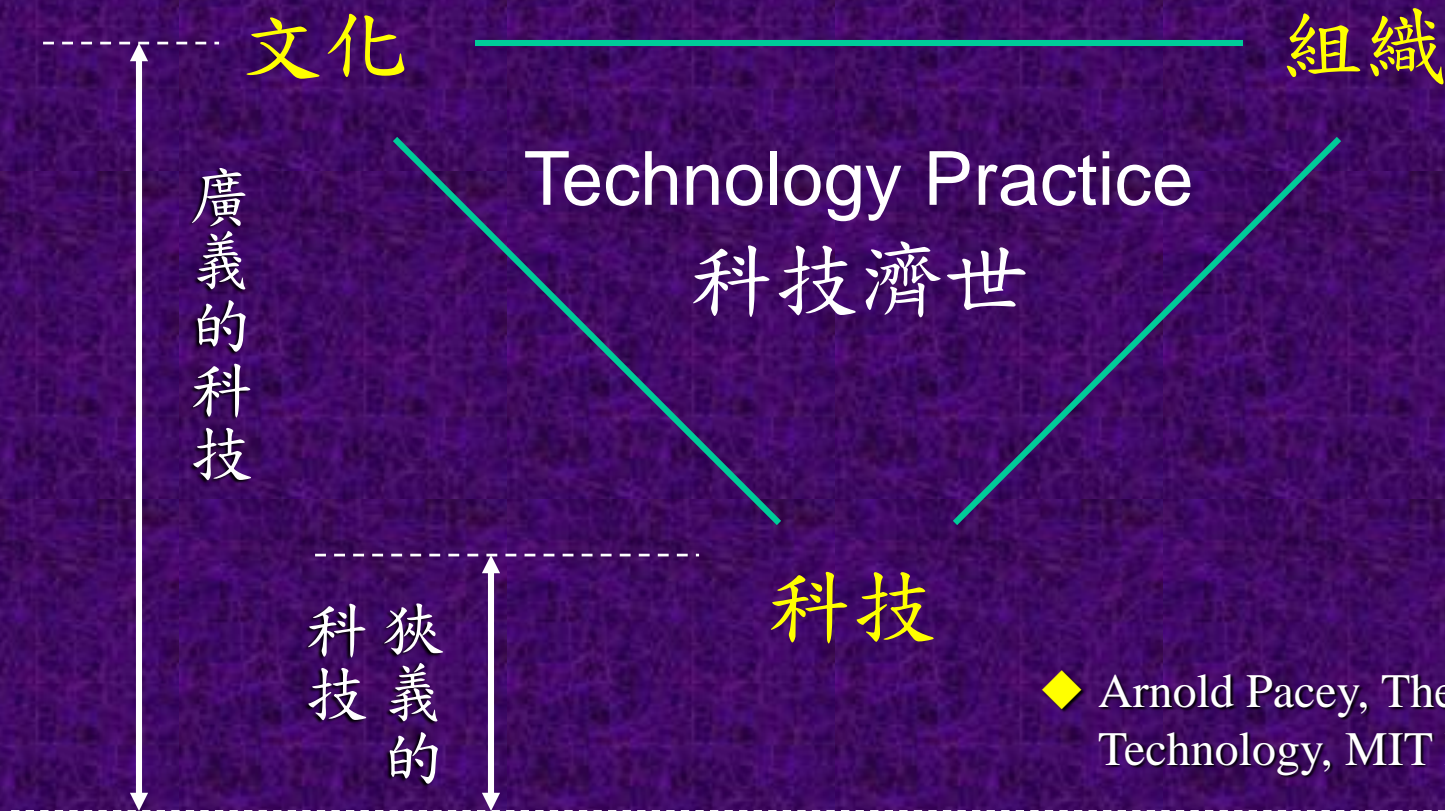 文化
組織
Technology Practice
科技濟世
廣義的科技
科技
狹義的
科技
Arnold Pacey, The
Technology, MIT